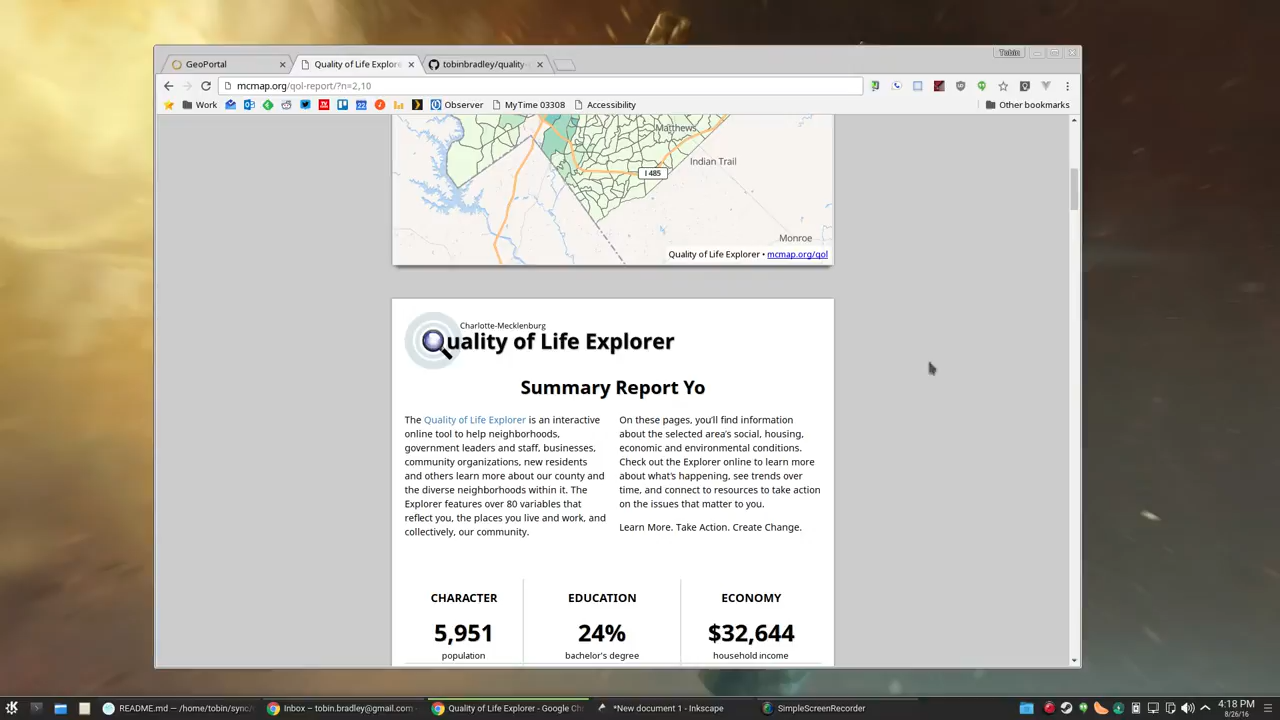 Tobin
GeoPortal
Quality of Life Explore
tobinbradley/quality-
mcmap.org/qol-report/?n=2,10
Work
Observer
MyTime 03308
Accessibility
Other bookmarks
Matthews
Indian Trail
I 485
Monroe
Quality of Life Explorer • mcmap.org/qol
Charlotte-Mecklenburg
uality of Life Explorer
Summary Report Yo
The Quality of Life Explorer is an interactive
online tool to help neighborhoods,
government leaders and staff, businesses,
community organizations, new residents
and others learn more about our county and
the diverse neighborhoods within it. The
Explorer features over 80 variables that
reflect you, the places you live and work, and
collectively, our community.
On these pages, you'll find information
about the selected area's social, housing,
economic and environmental conditions.
Check out the Explorer online to learn more
about what's happening, see trends over
time, and connect to resources to take action
on the issues that matter to you.
Learn More. Take Action. Create Change.
CHARACTER EDUCATION ECONOMY
5,951 24% $32,644
population bachelor's degree household income
README.md — /home/tobin/sync/
Inbox – tobin.bradley@gmail.com
Quality of Life Explorer - Google Ch
*New document 1 - Inkscape
SimpleScreenRecorder
4:18 PM
8/26/16